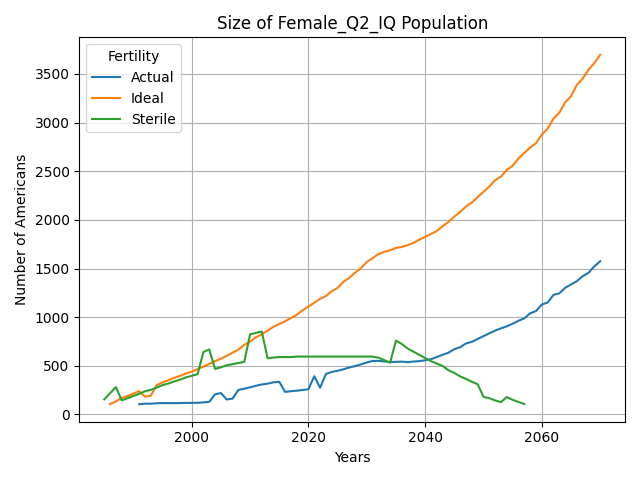 Size of Female_Q2_IQ Population
Fertility
Actual
Ideal
Sterile
3500
3000
2500
2000
1500
1000
500
0
Number of Americans
2000
2020
2040
2060
Years